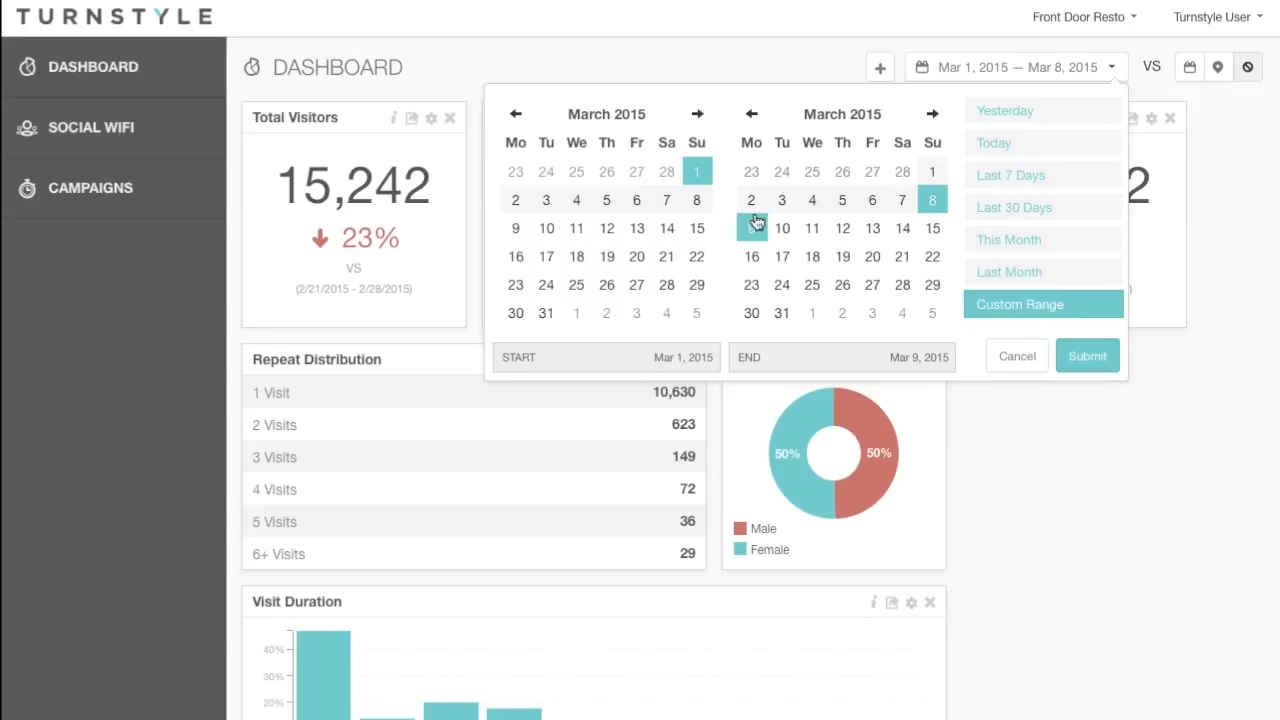 TURNSTYLE
Front Door Resto
Turnstyle User
DASHBOARD
SOCIAL WIFI
CAMPAIGNS
DASHBOARD
+
Mar 1, 2015 — Mar 8, 2015
VS
Total Visitors
15,242
23%
VS
(2/21/2015 - 2/28/2015)
March 2015
Mo Tu We Th Fr Sa Su
23 24 25 26 27 28 1
2 3 4 5 6 7 8
9 10 11 12 13 14 15
16 17 18 19 20 21 22
23 24 25 26 27 28 29
30 31 1 2 3 4 5
START Mar 1, 2015
March 2015
Mo Tu We Th Fr Sa Su
23 24 25 26 27 28 1
2 3 4 5 6 7 8
9 10 11 12 13 14 15
16 17 18 19 20 21 22
23 24 25 26 27 28 29
30 31 1 2 3 4 5
END Mar 9, 2015
Yesterday
Today
Last 7 Days
Last 30 Days
This Month
Last Month
Custom Range
Cancel
Submit
2
)
Repeat Distribution
1 Visit 10,630
2 Visits 623
3 Visits 149
4 Visits 72
5 Visits 36
6+ Visits 29
50%
50%
Male
Female
Visit Duration
40%
30%
20%